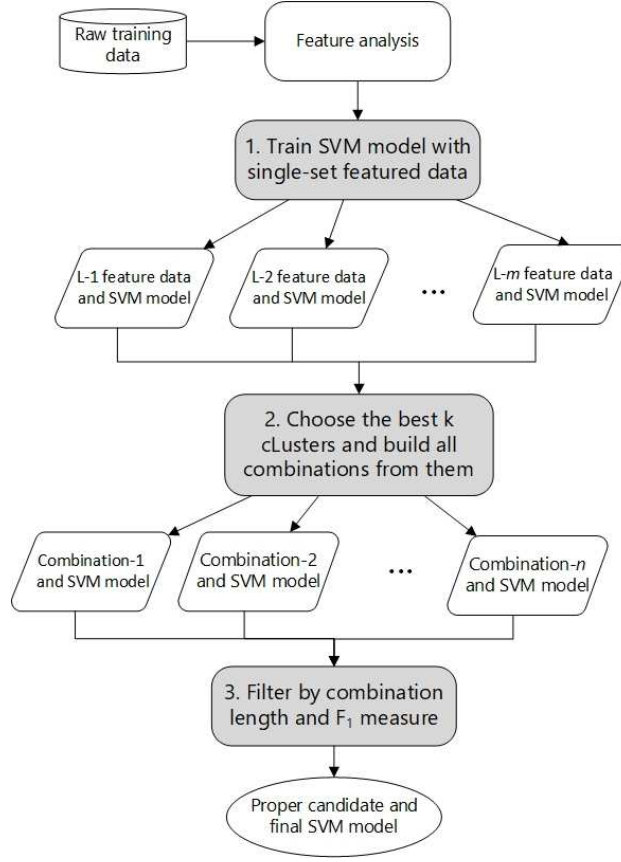 Raw training
data
Feature analysis
1. Train SVM model with
single-set featured data
L-1 feature data
and SVM model
L-2 feature data
and SVM model
...
L-m feature data
and SVM model
2. Choose the best k
cLusters and build all
combinations from them
Combination-1
and SVM model
Combination-2
and SVM model
...
Combination-n
and SVM model
3. Filter by combination
length and F₁ measure
Proper candidate and
final SVM model